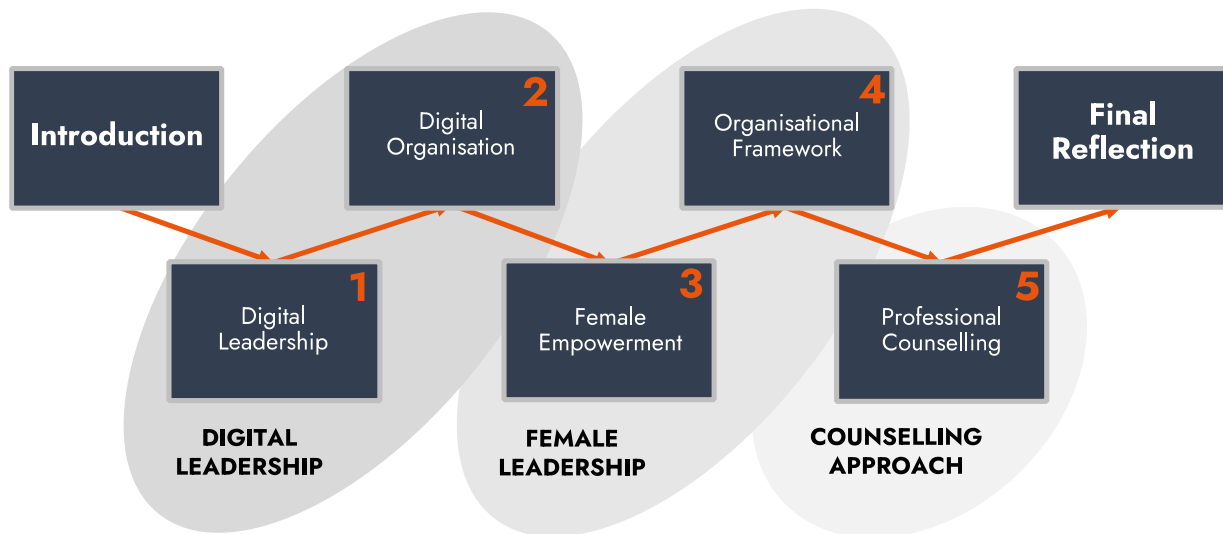 Introduction
1
Digital
Leadership
2
Digital
Organisation
3
Female
Empowerment
4
Organisational
Framework
5
Professional
Counselling
Final
Reflection
DIGITAL
LEADERSHIP
FEMALE
LEADERSHIP
COUNSELLING
APPROACH